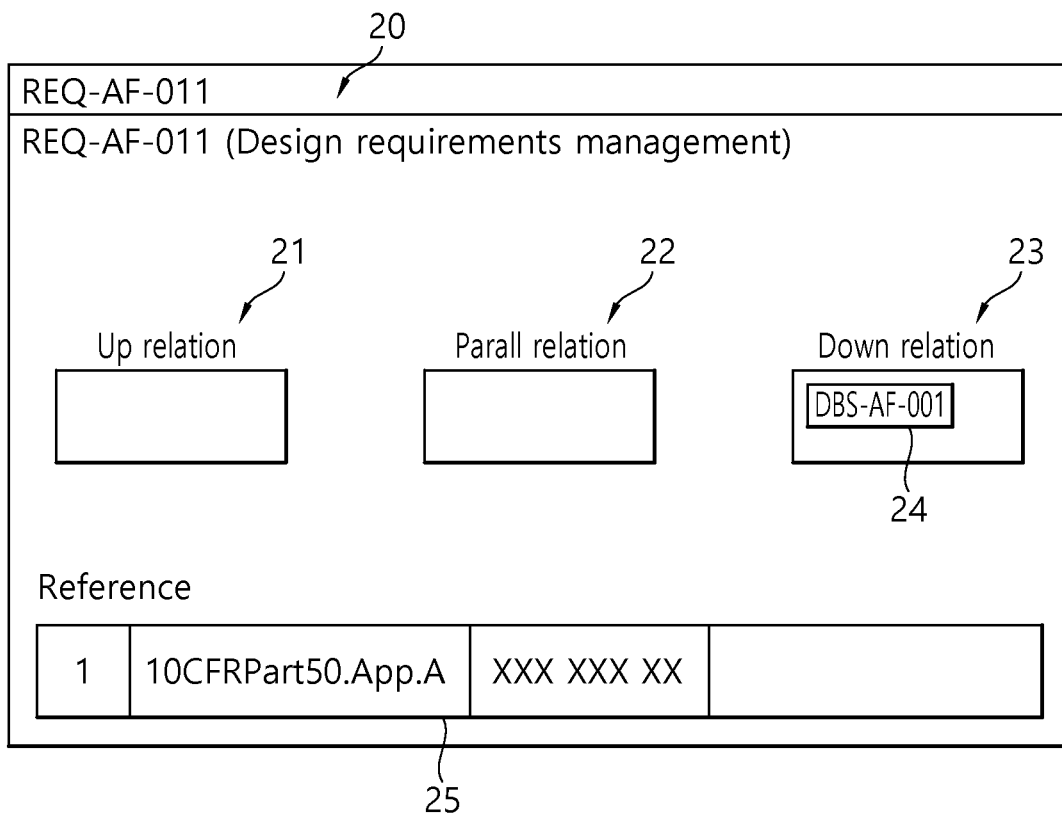 20
REQ-AF-011
REQ-AF-011 (Design requirements management)
21 22 23
Up relation Parall relation Down relation
DBS-AF-001
24
Reference
1 10CFRPart50.App.A XXX XXX XX
25